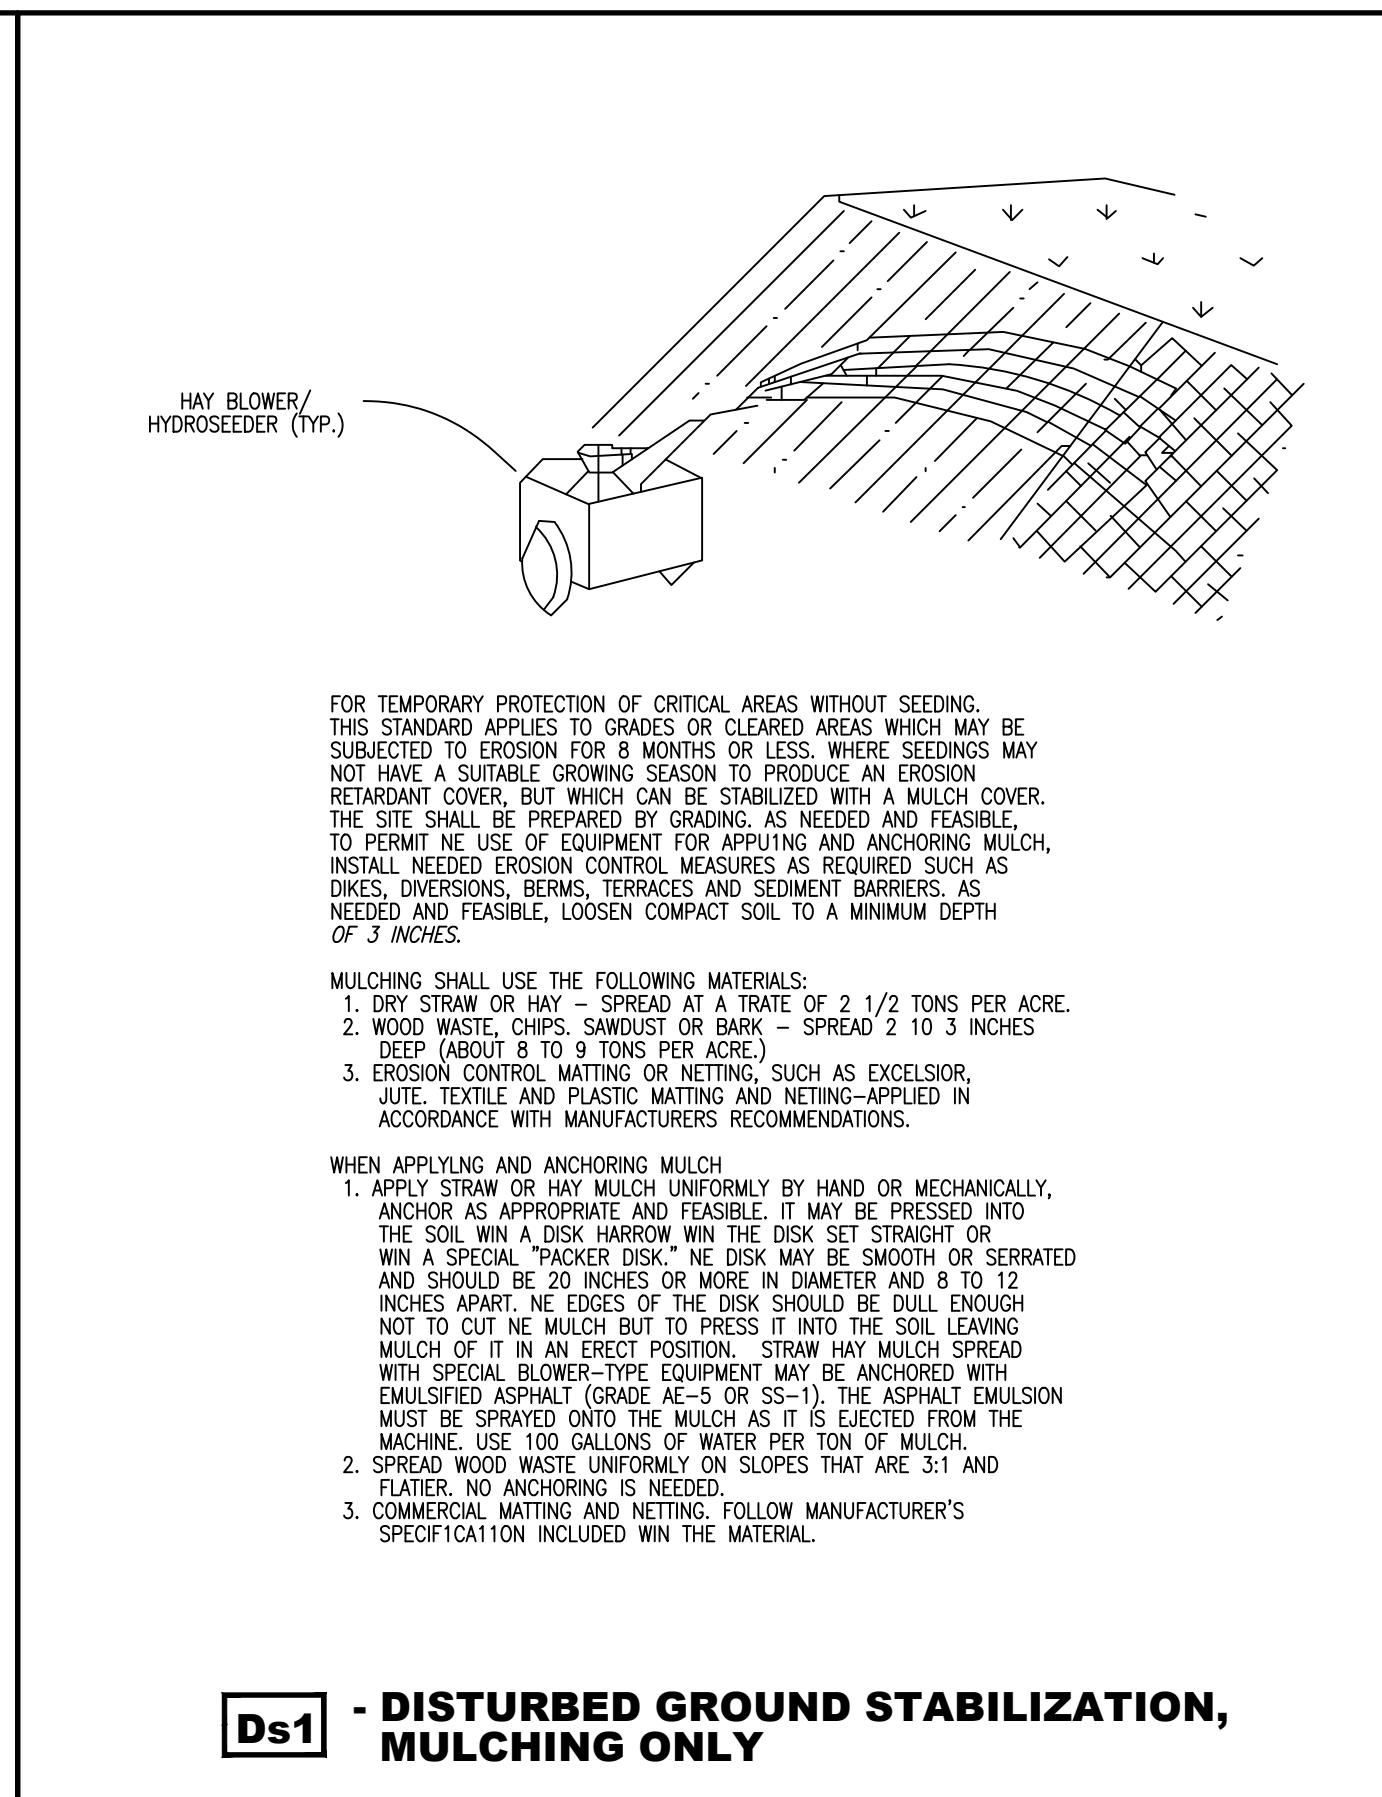 HAY BLOWER/
HYDROSEEDER (TYP.)
FOR TEMPORARY PROTECTION OF CRITICAL AREAS WITHOUT SEEDING.
THIS STANDARD APPLIES TO GRADES OR CLEARED AREAS WHICH MAY BE
SUBJECTED TO EROSION FOR 8 MONTHS OR LESS. WHERE SEEDINGS MAY
NOT HAVE A SUITABLE GROWING SEASON TO PRODUCE AN EROSION
RETARDANT COVER, BUT WHICH CAN BE STABILIZED WITH A MULCH COVER.
THE SITE SHALL BE PREPARED BY GRADING. AS NEEDED AND FEASIBLE,
TO PERMIT NE USE OF EQUIPMENT FOR APPU1NG AND ANCHORING MULCH,
INSTALL NEEDED EROSION CONTROL MEASURES AS REQUIRED SUCH AS
DIKES, DIVERSIONS, BERMS, TERRACES AND SEDIMENT BARRIERS. AS
NEEDED AND FEASIBLE, LOOSEN COMPACT SOIL TO A MINIMUM DEPTH
OF 3 INCHES.
MULCHING SHALL USE THE FOLLOWING MATERIALS:
1. DRY STRAW OR HAY – SPREAD AT A TRATE OF 2 1/2 TONS PER ACRE.
2. WOOD WASTE, CHIPS. SAWDUST OR BARK – SPREAD 2 10 3 INCHES
DEEP (ABOUT 8 TO 9 TONS PER ACRE.)
3. EROSION CONTROL MATTING OR NETTING, SUCH AS EXCELSIOR,
JUTE. TEXTILE AND PLASTIC MATTING AND NETIING–APPLIED IN
ACCORDANCE WITH MANUFACTURERS RECOMMENDATIONS.
WHEN APPLYLNG AND ANCHORING MULCH
1. APPLY STRAW OR HAY MULCH UNIFORMLY BY HAND OR MECHANICALLY,
ANCHOR AS APPROPRIATE AND FEASIBLE. IT MAY BE PRESSED INTO
THE SOIL WIN A DISK HARROW WIN THE DISK SET STRAIGHT OR
WIN A SPECIAL "PACKER DISK." NE DISK MAY BE SMOOTH OR SERRATED
AND SHOULD BE 20 INCHES OR MORE IN DIAMETER AND 8 TO 12
INCHES APART. NE EDGES OF THE DISK SHOULD BE DULL ENOUGH
NOT TO CUT NE MULCH BUT TO PRESS IT INTO THE SOIL LEAVING
MULCH OF IT IN AN ERECT POSITION. STRAW HAY MULCH SPREAD
WITH SPECIAL BLOWER–TYPE EQUIPMENT MAY BE ANCHORED WITH
EMULSIFIED ASPHALT (GRADE AE–5 OR SS–1). THE ASPHALT EMULSION
MUST BE SPRAYED ONTO THE MULCH AS IT IS EJECTED FROM THE
MACHINE. USE 100 GALLONS OF WATER PER TON OF MULCH.
2. SPREAD WOOD WASTE UNIFORMLY ON SLOPES THAT ARE 3:1 AND
FLATIER. NO ANCHORING IS NEEDED.
3. COMMERCIAL MATTING AND NETTING. FOLLOW MANUFACTURER'S
SPECIF1CA11ON INCLUDED WIN THE MATERIAL.
Ds1 - DISTURBED GROUND STABILIZATION,
MULCHING ONLY